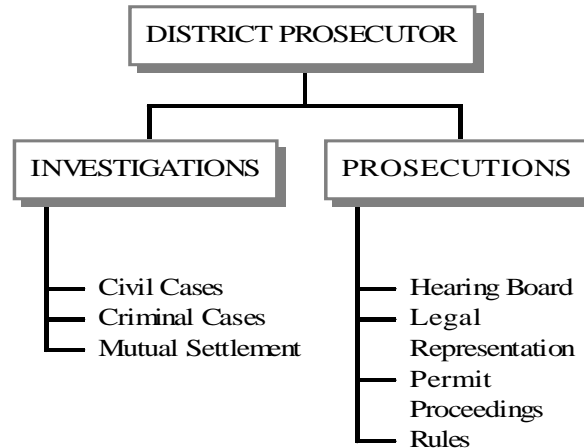 DISTRICT PROSECUTOR
INVESTIGATIONS
Civil Cases
Criminal Cases
Mutual Settlement
PROSECUTIONS
Hearing Board
Legal
Representation
Permit
Proceedings
Rules